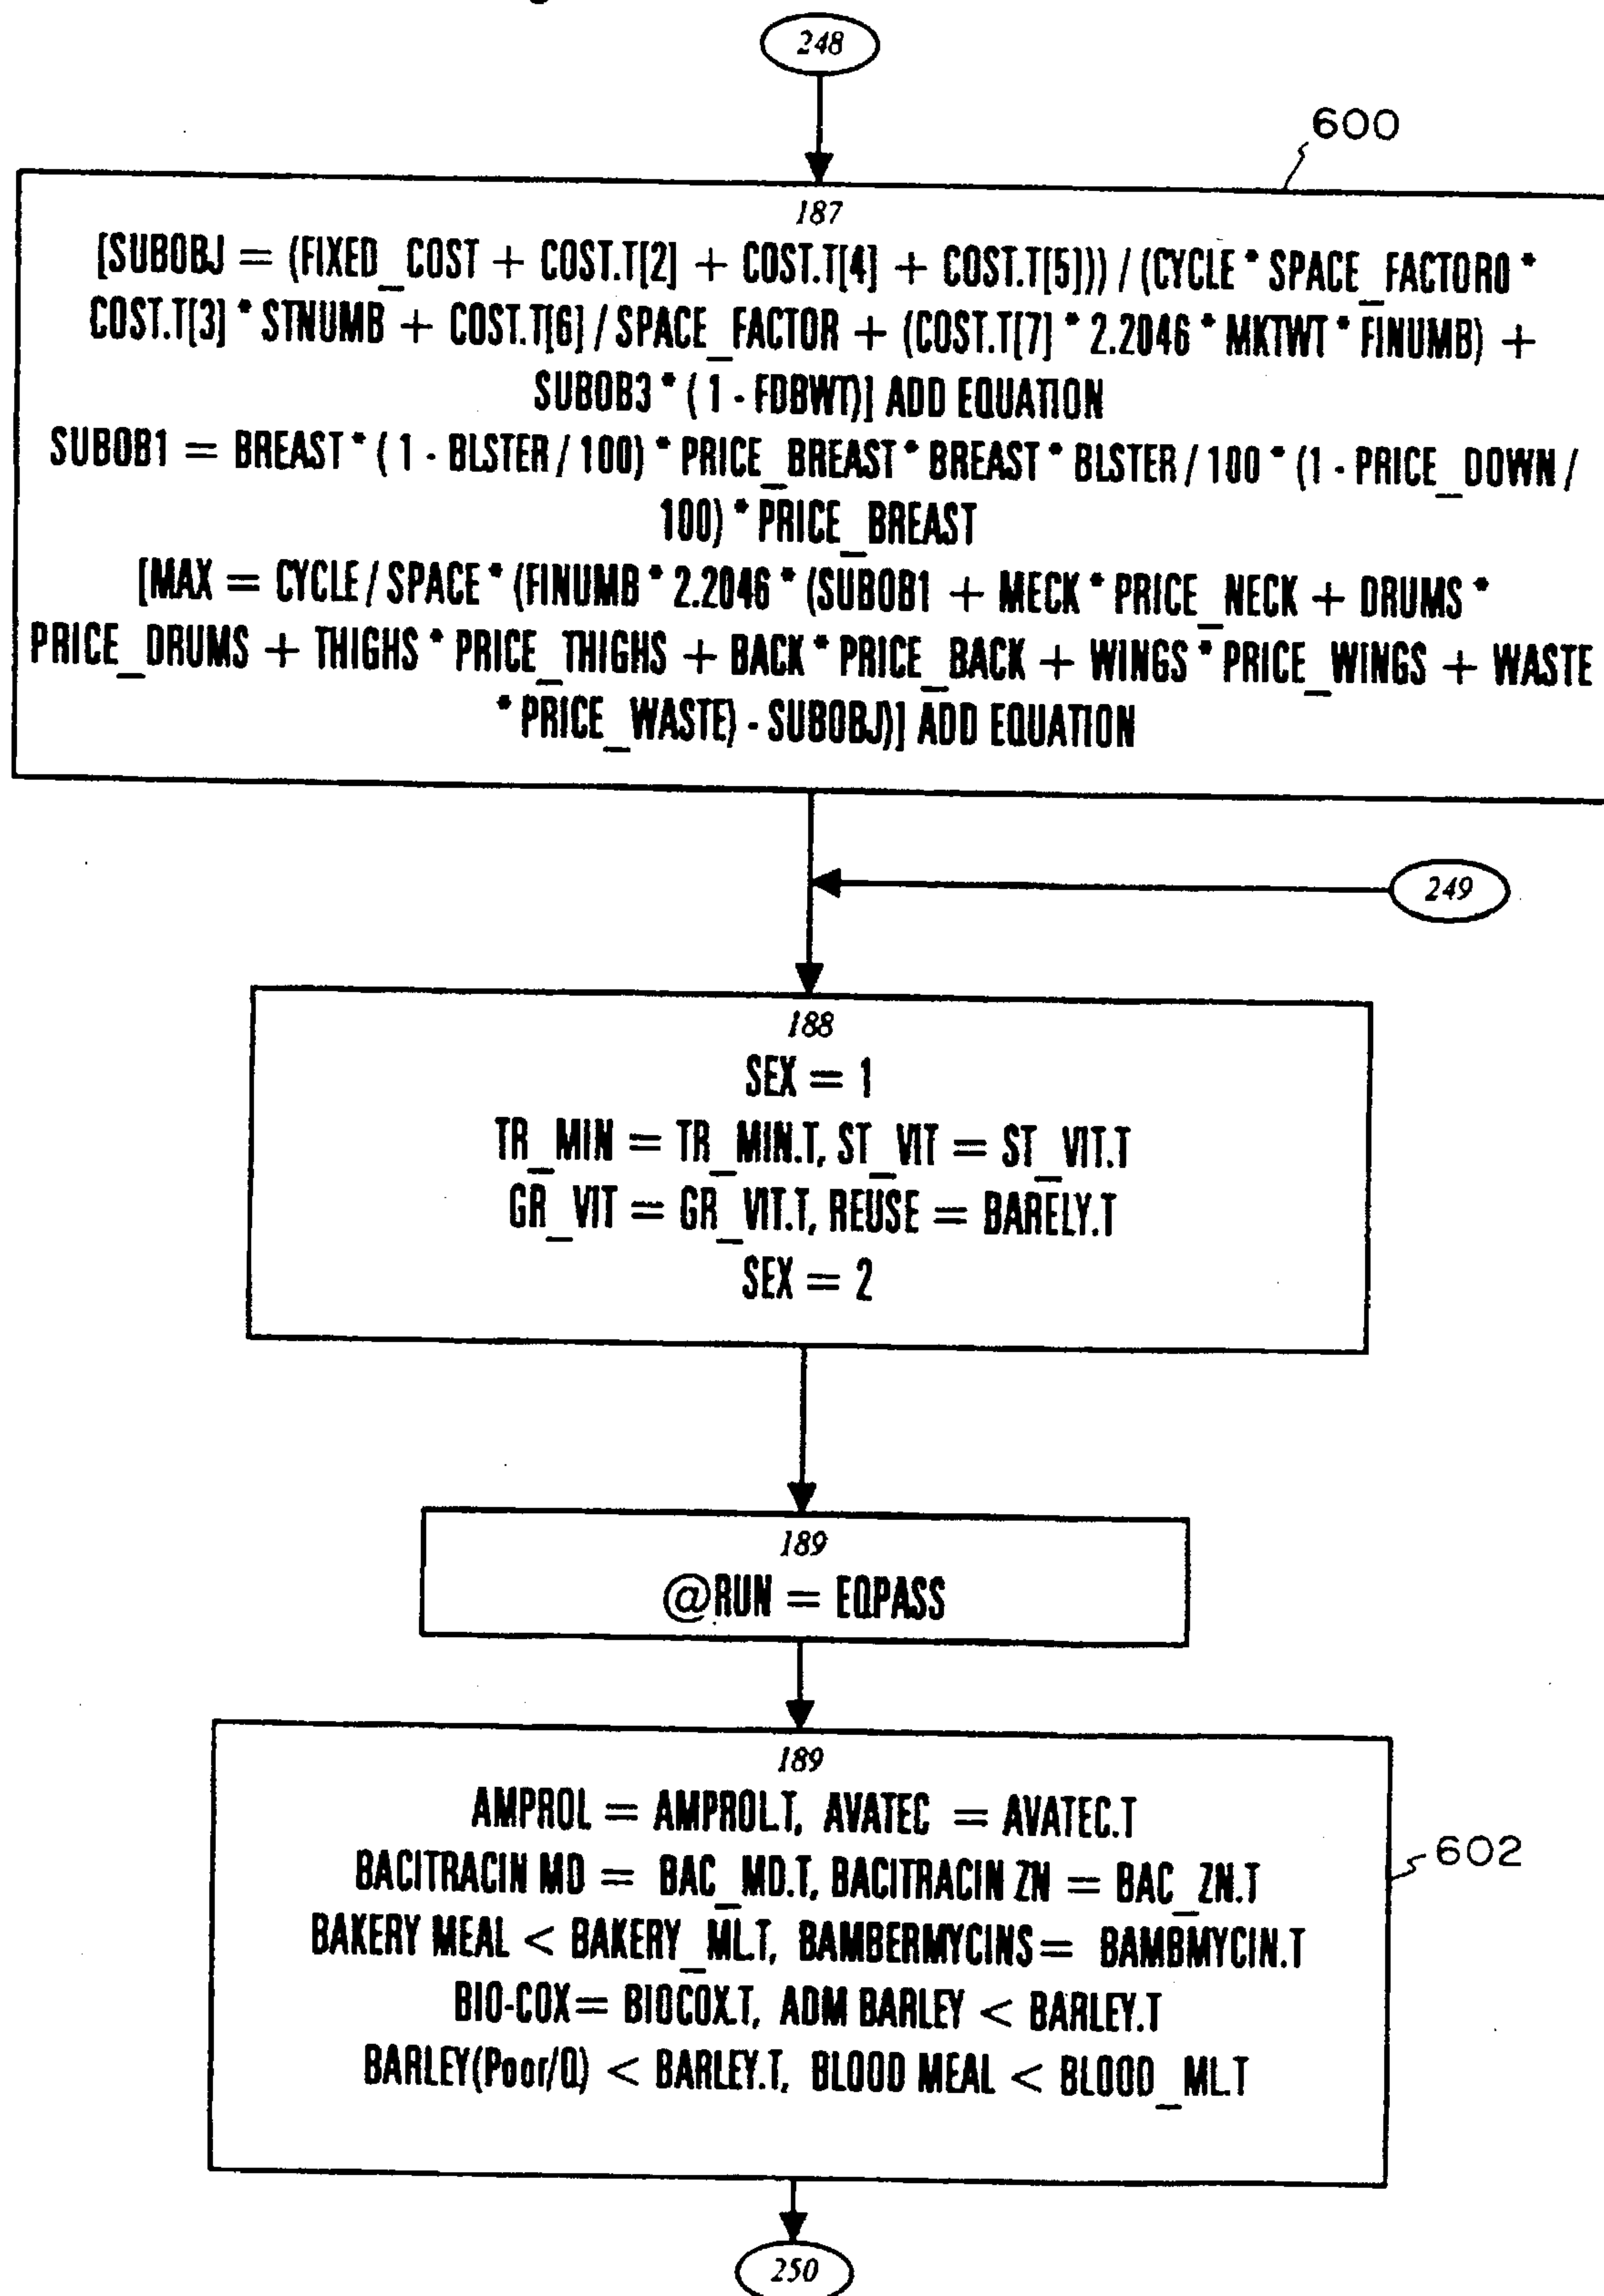 248
600
187
[SUBOBJ = (FIXED_COST + COST.T[2] + COST.T[4] + COST.T[5])) / (CYCLE * SPACE_FACTOR0 *
COST.T[3] * STNUMB + COST.T[6] / SPACE_FACTOR + (COST.T[7] * 2.2046 * MKTWT * FINUMB) +
SUBOB3 * ( 1 - FDBWT)] ADD EQUATION
SUBOB1 = BREAST * ( 1 - BLSTER / 100) * PRICE_BREAST * BREAST * BLSTER / 100 * (1 - PRICE_DOWN /
100) * PRICE_BREAST
[MAX = CYCLE / SPACE * (FINUMB * 2.2046 * (SUBOB1 + MECK * PRICE_NECK + DRUMS *
PRICE_DRUMS + THIGHS * PRICE_THIGHS + BACK * PRICE_BACK + WINGS * PRICE_WINGS + WASTE
* PRICE_WASTE) - SUBOBJ)] ADD EQUATION
249
188
SEX = 1
TR_MIN = TR_MIN.T, ST_VIT = ST_VIT.T
GR_VIT = GR_VIT.T, REUSE = BARELY.T
SEX = 2
189
@RUN = EQPASS
189
AMPROL = AMPROL.T, AVATEC = AVATEC.T
BACITRACIN MD = BAC_MD.T, BACITRACIN ZN = BAC_ZN.T
602
BAKERY MEAL < BAKERY_ML.T, BAMBERMYCINS = BAMBMYCIN.T
BIO-COX = BIOCOX.T, ADM BARLEY < BARLEY.T
BARLEY(Poor/Q) < BARLEY.T, BLOOD MEAL < BLOOD_ML.T
250